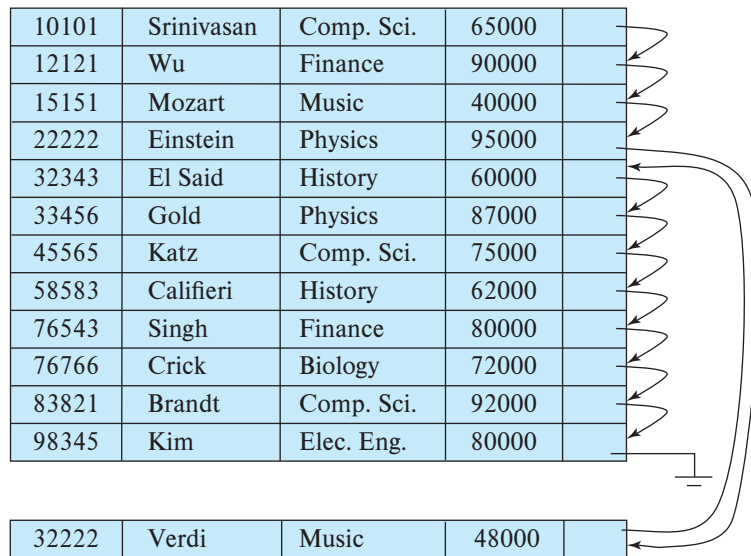 10101 Srinivasan Comp. Sci. 65000
12121 Wu Finance 90000
15151 Mozart Music 40000
22222 Einstein Physics 95000
32343 El Said History 60000
33456 Gold Physics 87000
45565 Katz Comp. Sci. 75000
58583 Califieri History 62000
76543 Singh Finance 80000
76766 Crick Biology 72000
83821 Brandt Comp. Sci. 92000
98345 Kim Elec. Eng. 80000
32222 Verdi Music 48000